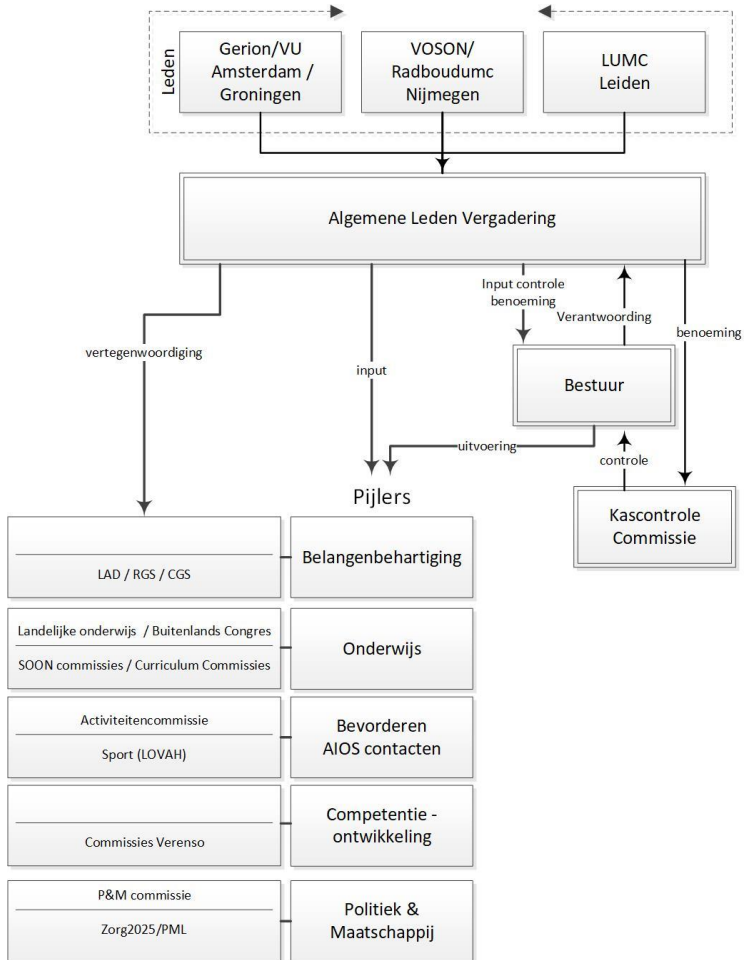 Leden
Gerion/VU
Amsterdam /
Groningen
VOSON/
Radboudumc
Nijmegen
LUMC
Leiden
Algemene Leden Vergadering
Input controle
benoeming
Verantwoording
benoeming
vertegenwoordiging
input
Bestuur
uitvoering
controle
Pijlers
Kascontrole
Commissie
LAD / RGS / CGS
Belangenbehartiging
Landelijke onderwijs / Buitenlands Congres
SOON commissies / Curriculum Commissies
Onderwijs
Activiteitencommissie
Sport (LOVAH)
Bevorderen
AIOS contacten
Commissies Verenso
Competentie -
ontwikkeling
P&M commissie
Zorg2025/PML
Politiek &
Maatschappij